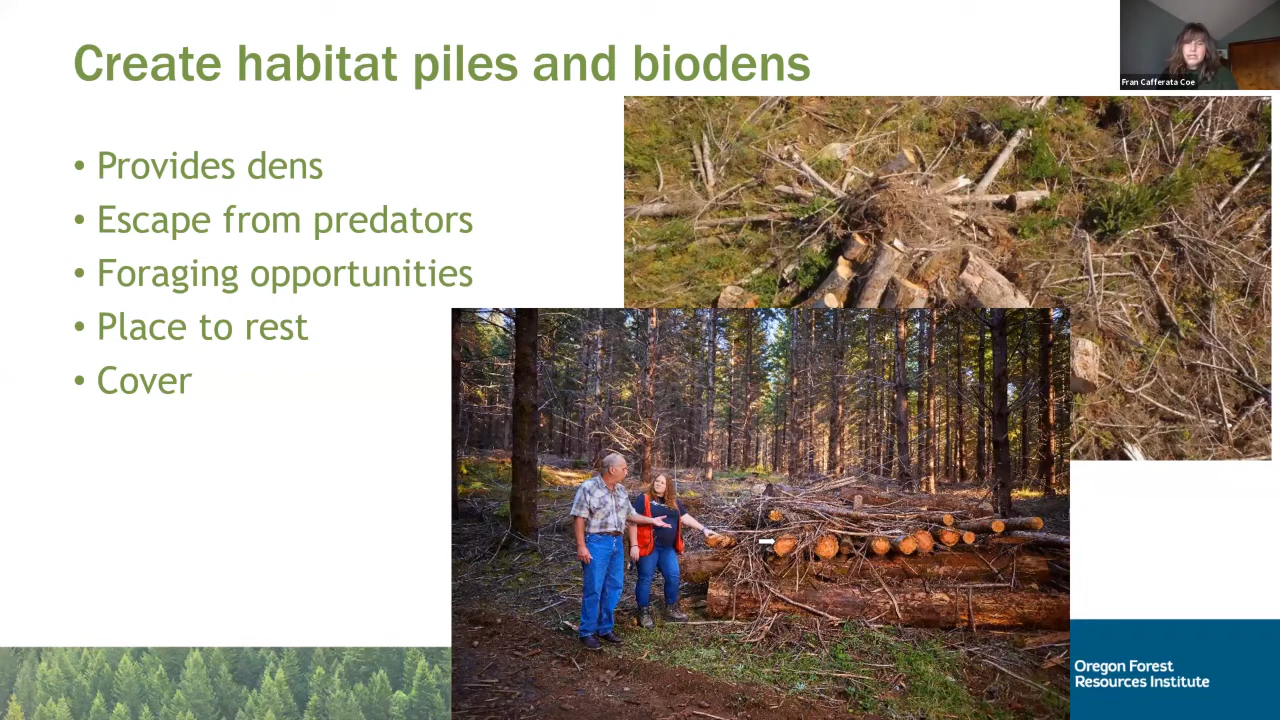 Create habitat piles and biodens
Fran Cafferata Coe
• Provides dens
• Escape from predators
• Foraging opportunities
• Place to rest
• Cover
Oregon Forest
Resources Institute